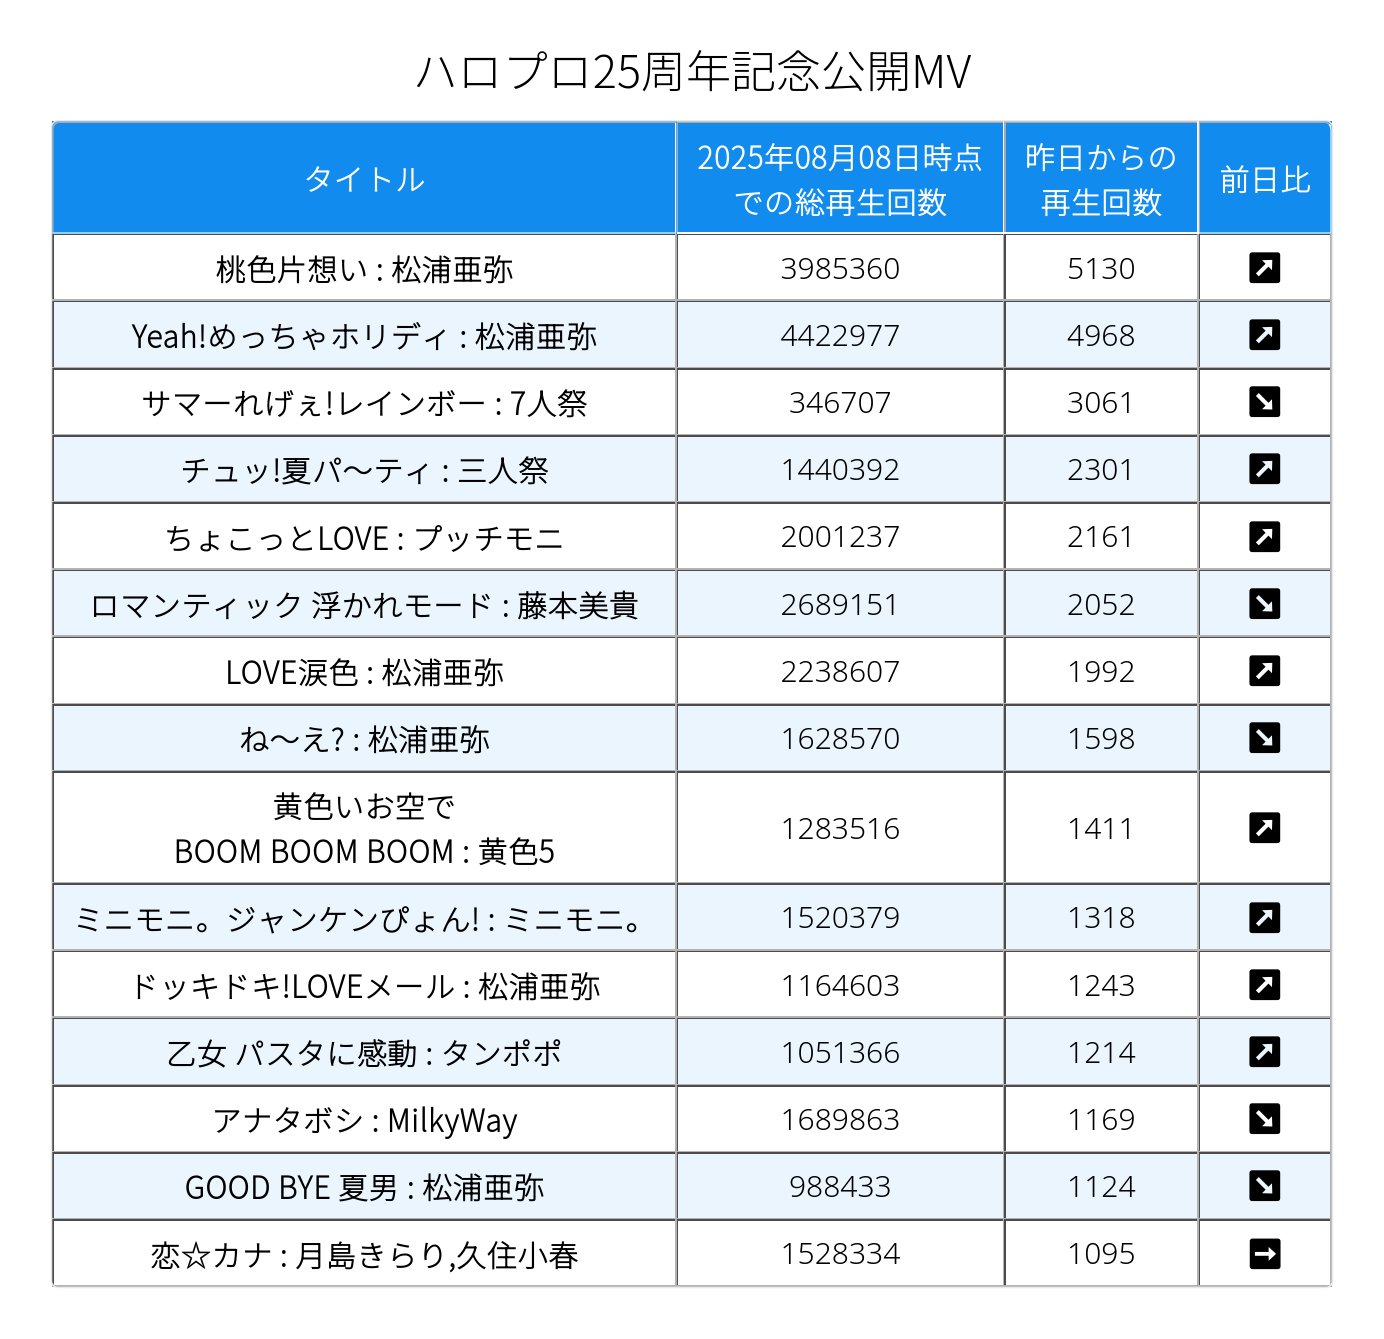 ハロプロ25周年記念公開MV
タイトル 2025年08月08日時点 昨日からの 前日比
での総再生回数 再生回数
桃色片想い : 松浦亜弥 3985360 5130
Yeah!めっちゃホリディ : 松浦亜弥 4422977 4968
サマーれげぇ!レインボー : 7人祭 346707 3061
チュッ!夏パ〜ティ : 三人祭 1440392 2301
ちょこっとLOVE : プッチモニ 2001237 2161
ロマンティック 浮かれモード : 藤本美貴 2689151 2052
LOVE涙色 : 松浦亜弥 2238607 1992
ね〜え? : 松浦亜弥 1628570 1598
黄色いお空で
BOOM BOOM BOOM : 黄色5 1283516 1411
ミニモニ。ジャンケンぴょん! : ミニモニ。 1520379 1318
ドッキドキ!LOVEメール : 松浦亜弥 1164603 1243
乙女 パスタに感動 : タンポポ 1051366 1214
アナタボシ : MilkyWay 1689863 1169
GOOD BYE 夏男 : 松浦亜弥 988433 1124
恋☆カナ : 月島きらり,久住小春 1528334 1095